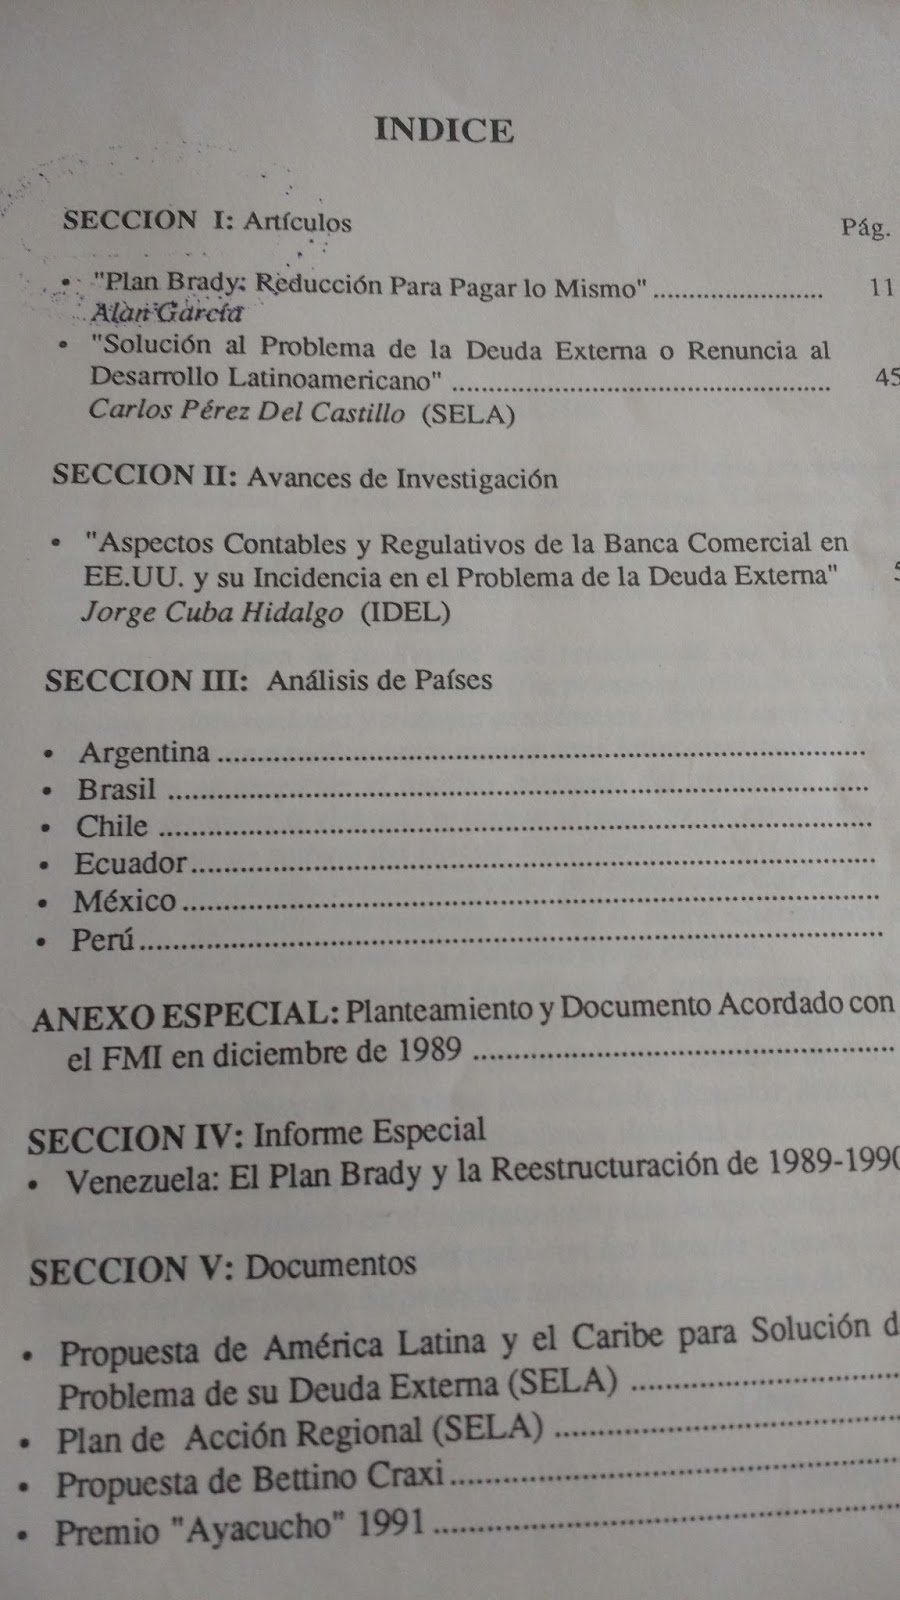 INDICE
SECCION I: Artículos
Pág.
• "Plan Brady: Reducción Para Pagar lo Mismo" ........................ 11
Alan García
• "Solución al Problema de la Deuda Externa o Renuncia al
Desarrollo Latinoamericano" ................................................ 45
Carlos Pérez Del Castillo (SELA)
SECCION II: Avances de Investigación
• "Aspectos Contables y Regulativos de la Banca Comercial en
EE.UU. y su Incidencia en el Problema de la Deuda Externa"
Jorge Cuba Hidalgo (IDEL)
SECCION III: Análisis de Países
• Argentina ................................................................................
• Brasil ......................................................................................
• Chile .......................................................................................
• Ecuador...................................................................................
• México ....................................................................................
• Perú.........................................................................................
ANEXO ESPECIAL: Planteamiento y Documento Acordado con
el FMI en diciembre de 1989 ..................................................
SECCION IV: Informe Especial
• Venezuela: El Plan Brady y la Reestructuración de 1989-1990
SECCION V: Documentos
• Propuesta de América Latina y el Caribe para Solución d
Problema de su Deuda Externa (SELA) ................................
• Plan de Acción Regional (SELA) .........................................
• Propuesta de Bettino Craxi.....................................................
• Premio "Ayacucho" 1991 .......................................................